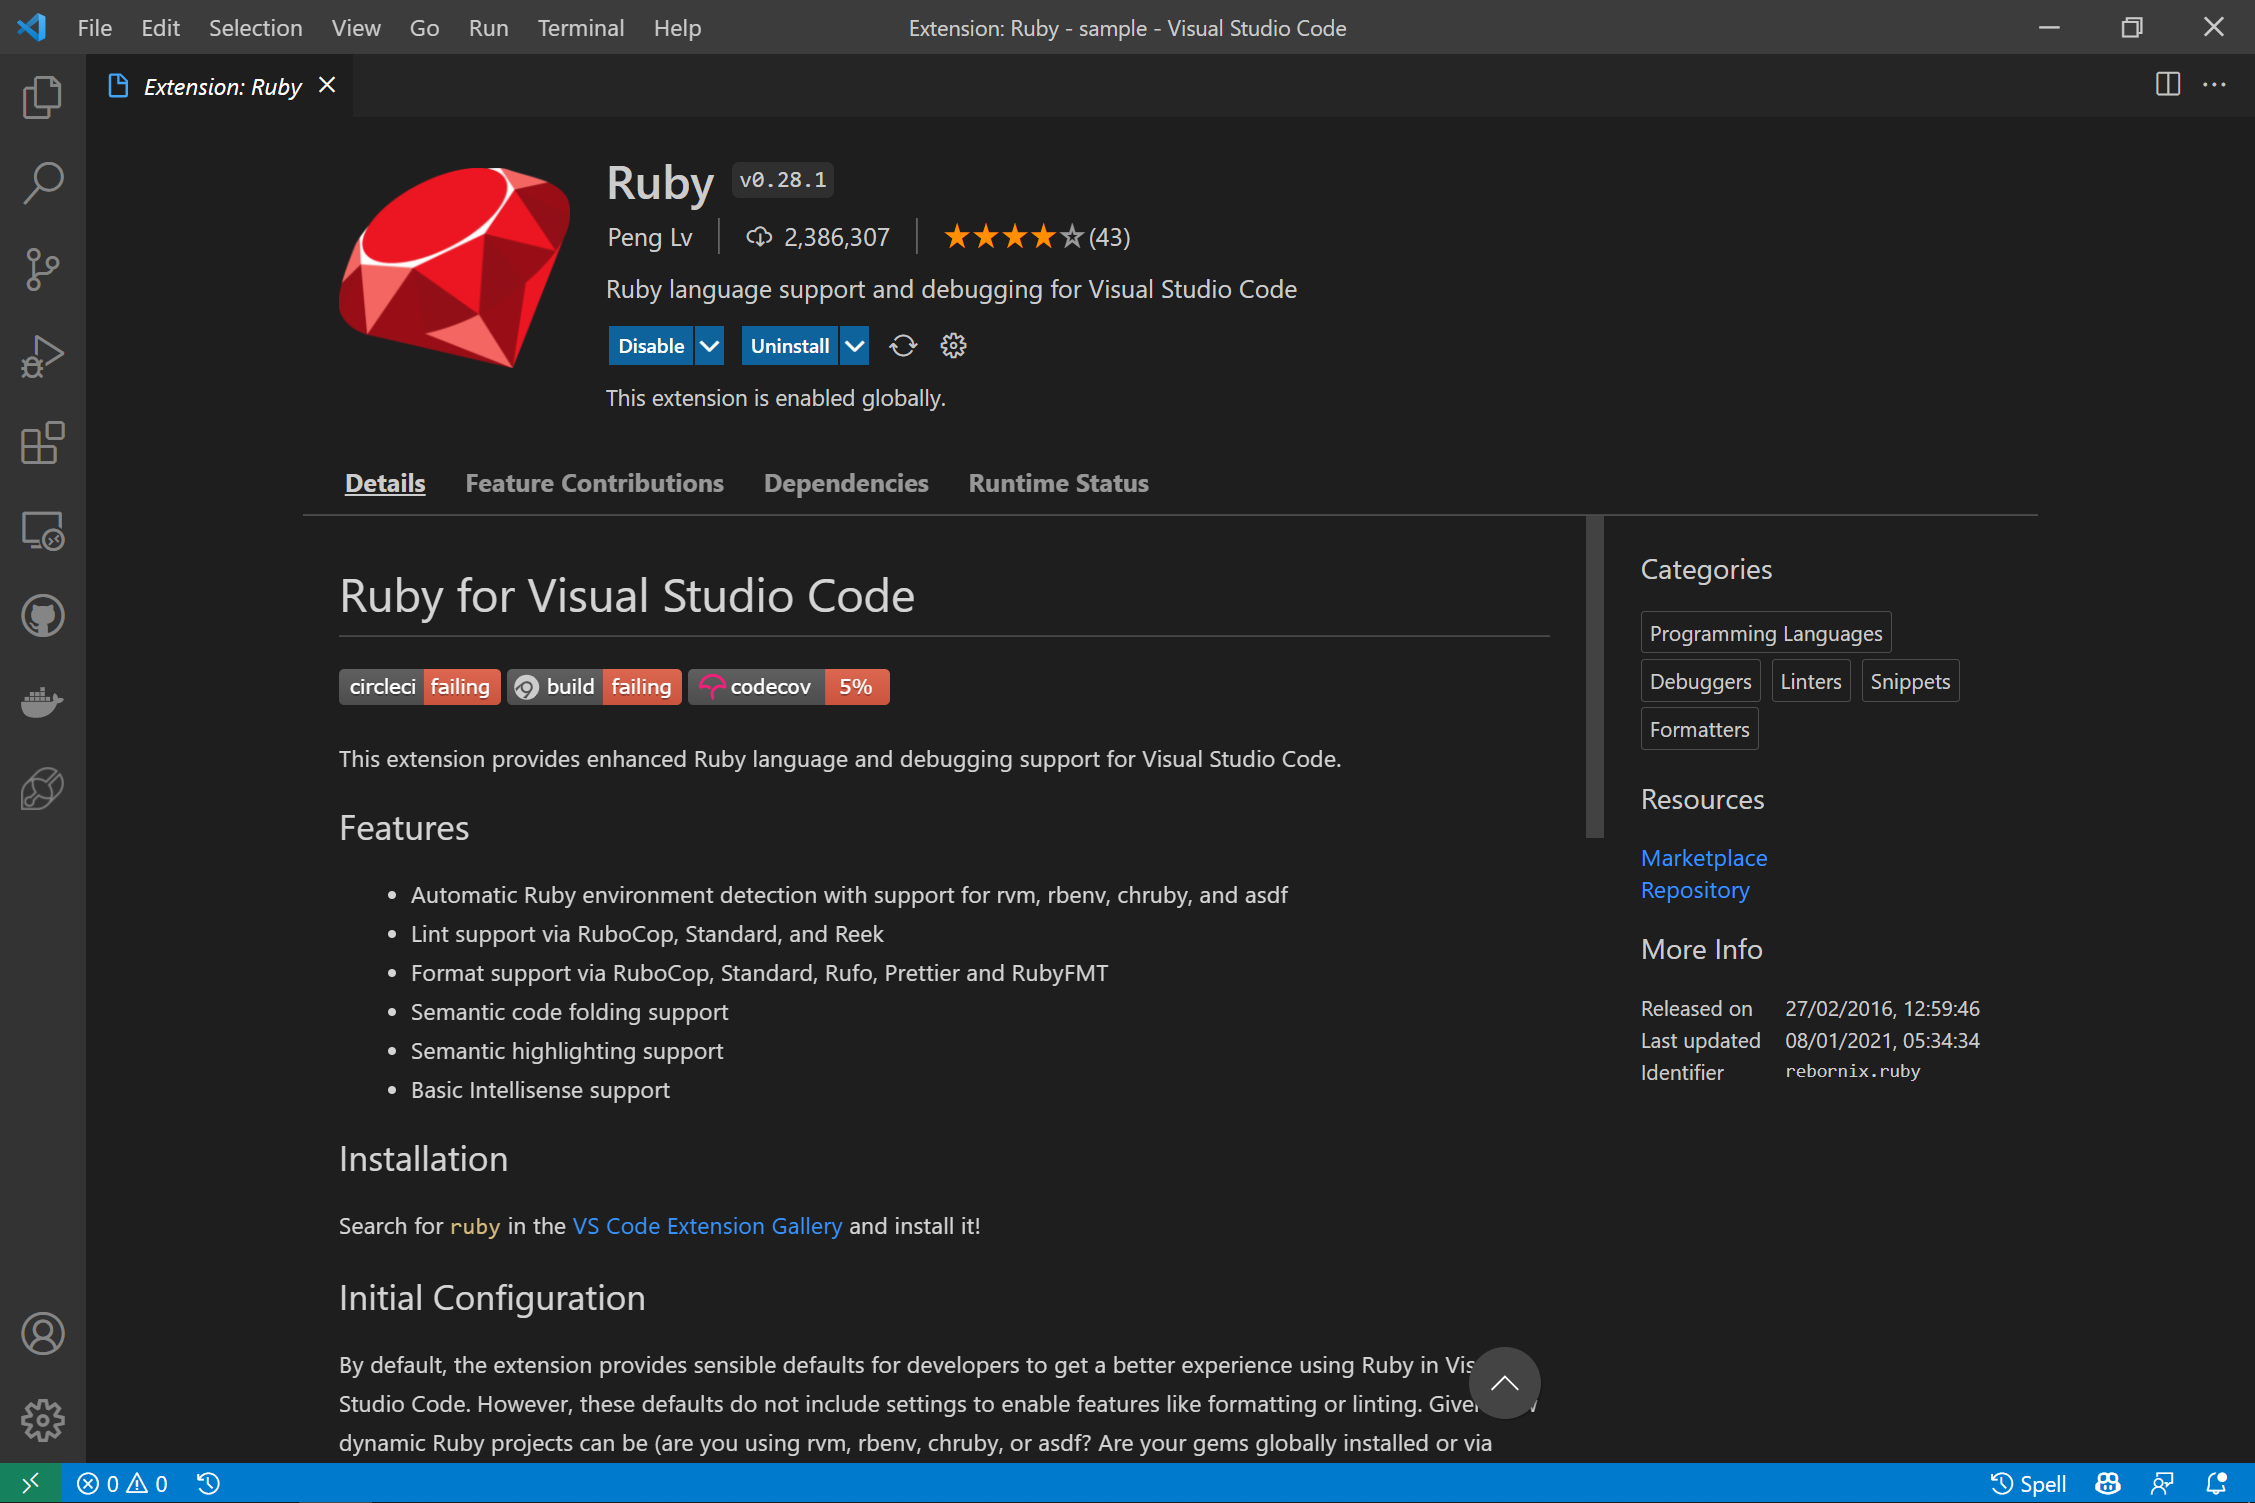 File Edit Selection View Go Run Terminal Help
Extension: Ruby - sample - Visual Studio Code
Extension: Ruby
Ruby v0.28.1
Peng Lv 2,386,307 (43)
Ruby language support and debugging for Visual Studio Code
Disable Uninstall
This extension is enabled globally.
Details Feature Contributions Dependencies Runtime Status
Ruby for Visual Studio Code
circleci failing build failing codecov 5%
This extension provides enhanced Ruby language and debugging support for Visual Studio Code.
Features
• Automatic Ruby environment detection with support for rvm, rbenv, chruby, and asdf
• Lint support via RuboCop, Standard, and Reek
• Format support via RuboCop, Standard, Rufo, Prettier and RubyFMT
• Semantic code folding support
• Semantic highlighting support
• Basic Intellisense support
Installation
Search for ruby in the VS Code Extension Gallery and install it!
Initial Configuration
By default, the extension provides sensible defaults for developers to get a better experience using Ruby in
Studio Code. However, these defaults do not include settings to enable features like formatting or linting.
dynamic Ruby projects can be (are you using rvm, rbenv, chruby, or asdf? Are your gems globally installed or via
Categories
Programming Languages
Debuggers Linters Snippets
Formatters
Resources
Marketplace
Repository
More Info
Released on 27/02/2016, 12:59:46
Last updated 08/01/2021, 05:34:34
Identifier rebornix.ruby
0 0
Spell